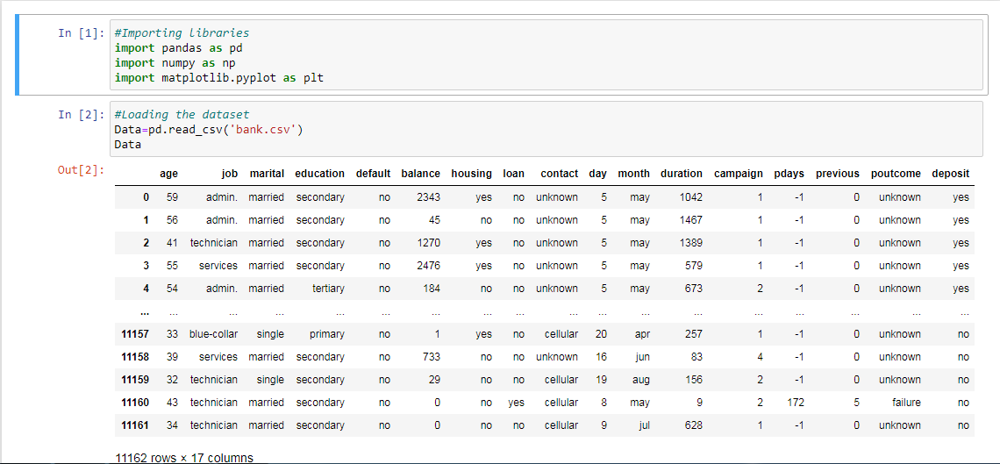 In [1]: #Importing libraries
import pandas as pd
import numpy as np
import matplotlib.pyplot as plt
In [2]: #Loading the dataset
Data=pd.read_csv('bank.csv')
Data
Out[2]:
age job marital education default balance housing loan contact day month duration campaign pdays previous poutcome deposit
0 59 admin. married secondary no 2343 yes no unknown 5 may 1042 1 -1 0 unknown yes
1 56 admin. married secondary no 45 no no unknown 5 may 1467 1 -1 0 unknown yes
2 41 technician married secondary no 1270 yes no unknown 5 may 1389 1 -1 0 unknown yes
3 55 services married secondary no 2476 yes no unknown 5 may 579 1 -1 0 unknown yes
4 54 admin. married tertiary no 184 no no unknown 5 may 673 2 -1 0 unknown yes
... ... ... ... ... ... ... ... ... ... ... ... ... ... ... ... ... ...
11157 33 blue-collar single primary no 1 yes no cellular 20 apr 257 1 -1 0 unknown no
11158 39 services married secondary no 733 no no unknown 16 jun 83 4 -1 0 unknown no
11159 32 technician single secondary no 29 no no cellular 19 aug 156 2 -1 0 unknown no
11160 43 technician married secondary no 0 no yes cellular 8 may 9 2 172 5 failure no
11161 34 technician married secondary no 0 no no cellular 9 jul 628 1 -1 0 unknown no
11162 rows × 17 columns